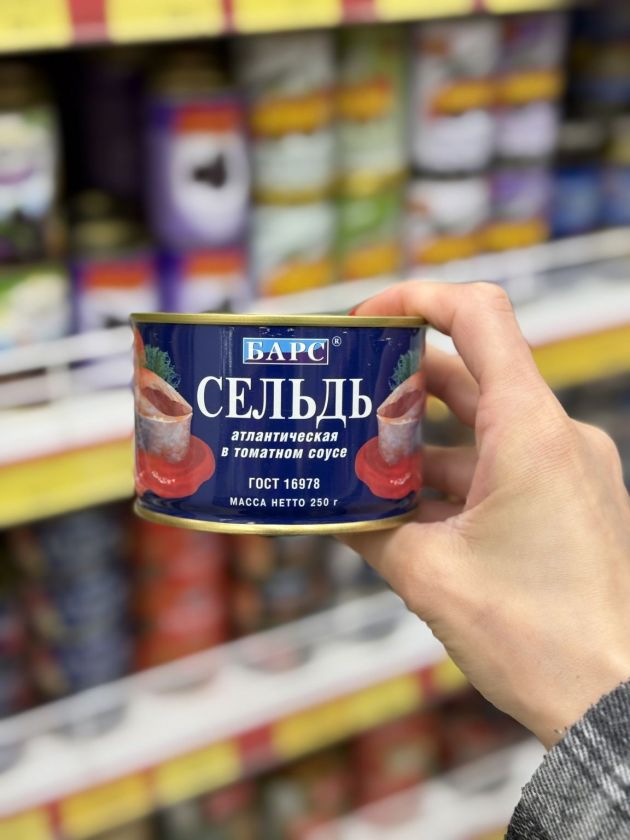 БАРС®
СЕЛЬДЬ
атлантическая
в томатном соусе
ГОСТ 16978
МАССА НЕТТО 250 г